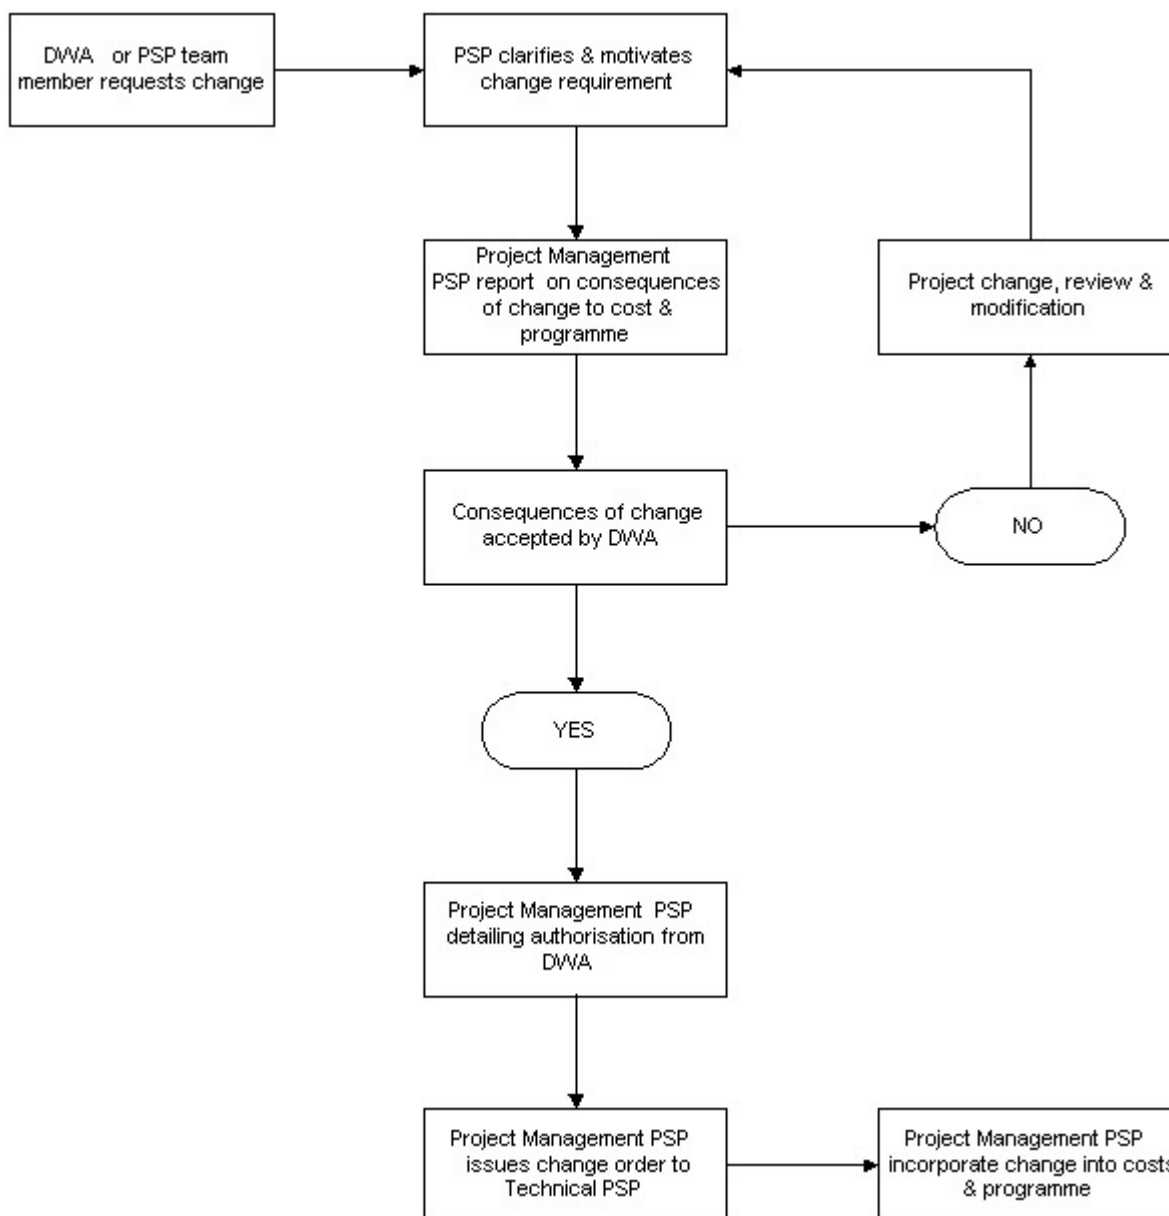 DWA or PSP team
member requests change
PSP clarifies & motivates
change requirement
Project Management
PSP report on consequences
of change to cost &
programme
Project change, review &
modification
Consequences of change
accepted by DWA
NO
YES
Project Management PSP
detailing authorisation from
DWA
Project Management PSP
issues change order to
Technical PSP
Project Management PSP
incorporate change into costs
& programme